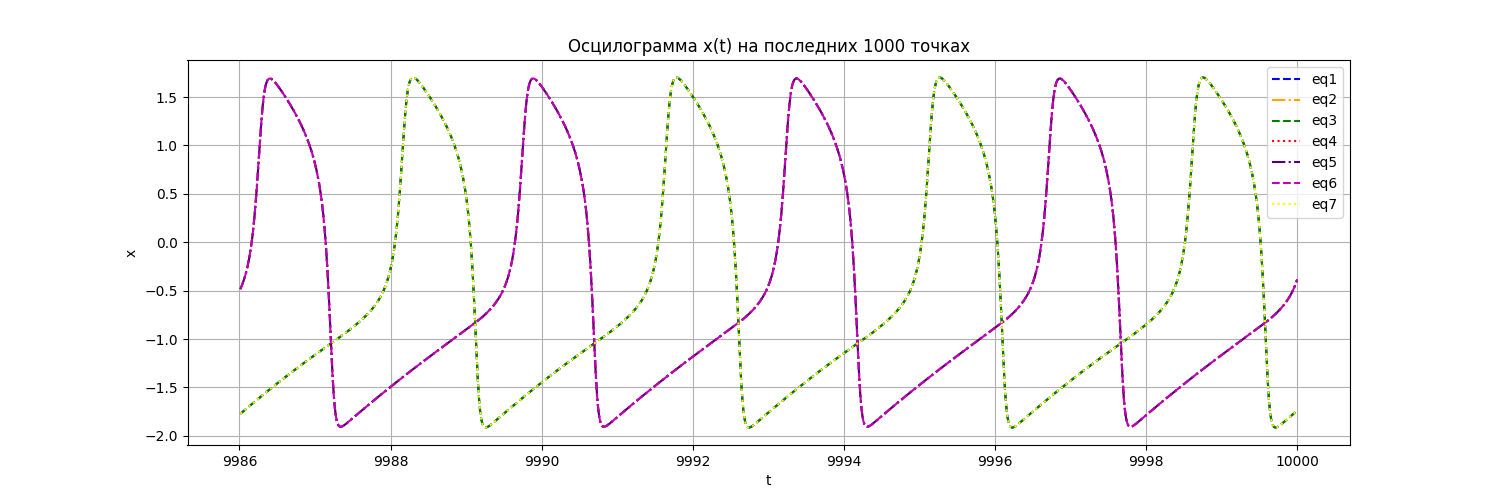 Осцилограмма x(t) на последних 1000 точках
x
1.5
1.0
0.5
0.0
−0.5
−1.0
−1.5
−2.0
eq1
eq2
eq3
eq4
eq5
eq6
eq7
9986
9988
9990
9992
9994
9996
9998
10000
t